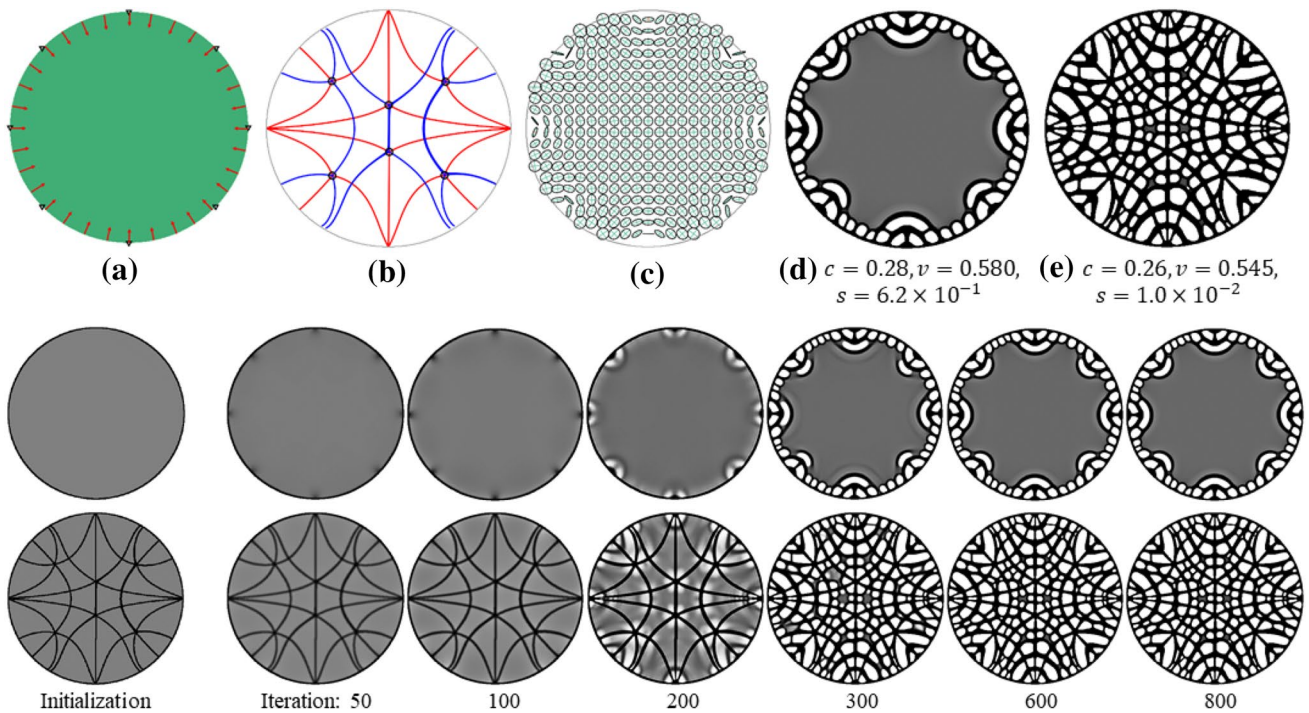 (a)
(b)
(c)
(d) c = 0.28, v = 0.580,
s = 6.2 × 10⁻¹
(e) c = 0.26, v = 0.545,
s = 1.0 × 10⁻²
Initialization
Iteration: 50
100
200
300
600
800